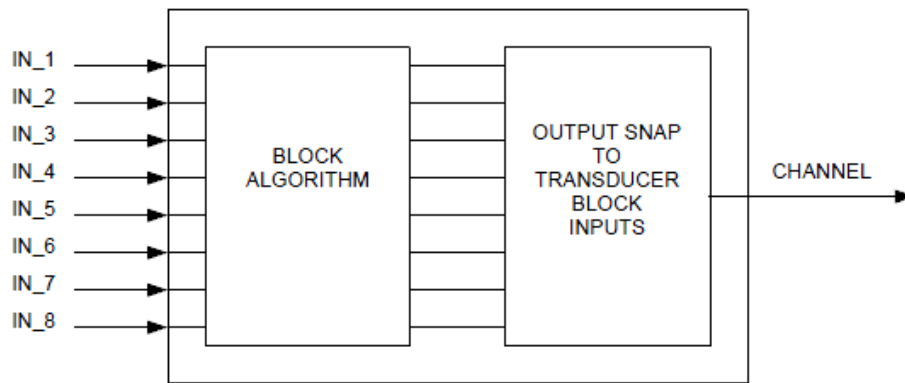 IN_1
IN_2
IN_3
IN_4
IN_5
IN_6
IN_7
IN_8
BLOCK
ALGORITHM
OUTPUT SNAP
TO
TRANSDUCER
BLOCK
INPUTS
CHANNEL